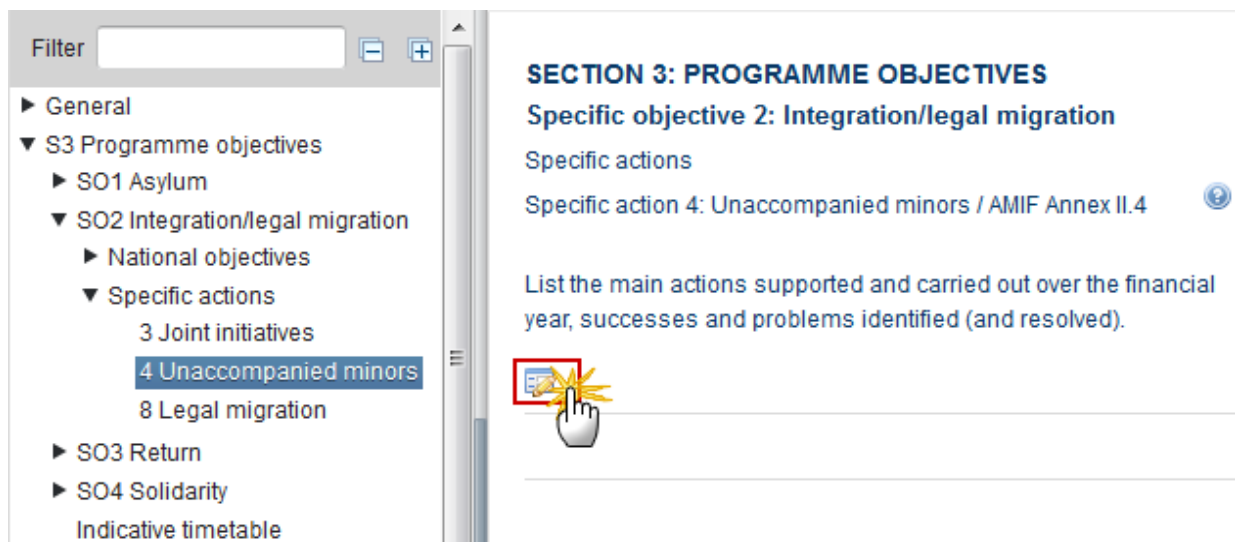 Filter
General
S3 Programme objectives
SO1 Asylum
SO2 Integration/legal migration
National objectives
Specific actions
3 Joint initiatives
4 Unaccompanied minors
8 Legal migration
SO3 Return
SO4 Solidarity
Indicative timetable
SECTION 3: PROGRAMME OBJECTIVES
Specific objective 2: Integration/legal migration
Specific actions
Specific action 4: Unaccompanied minors / AMIF Annex II.4
List the main actions supported and carried out over the financial
year, successes and problems identified (and resolved).